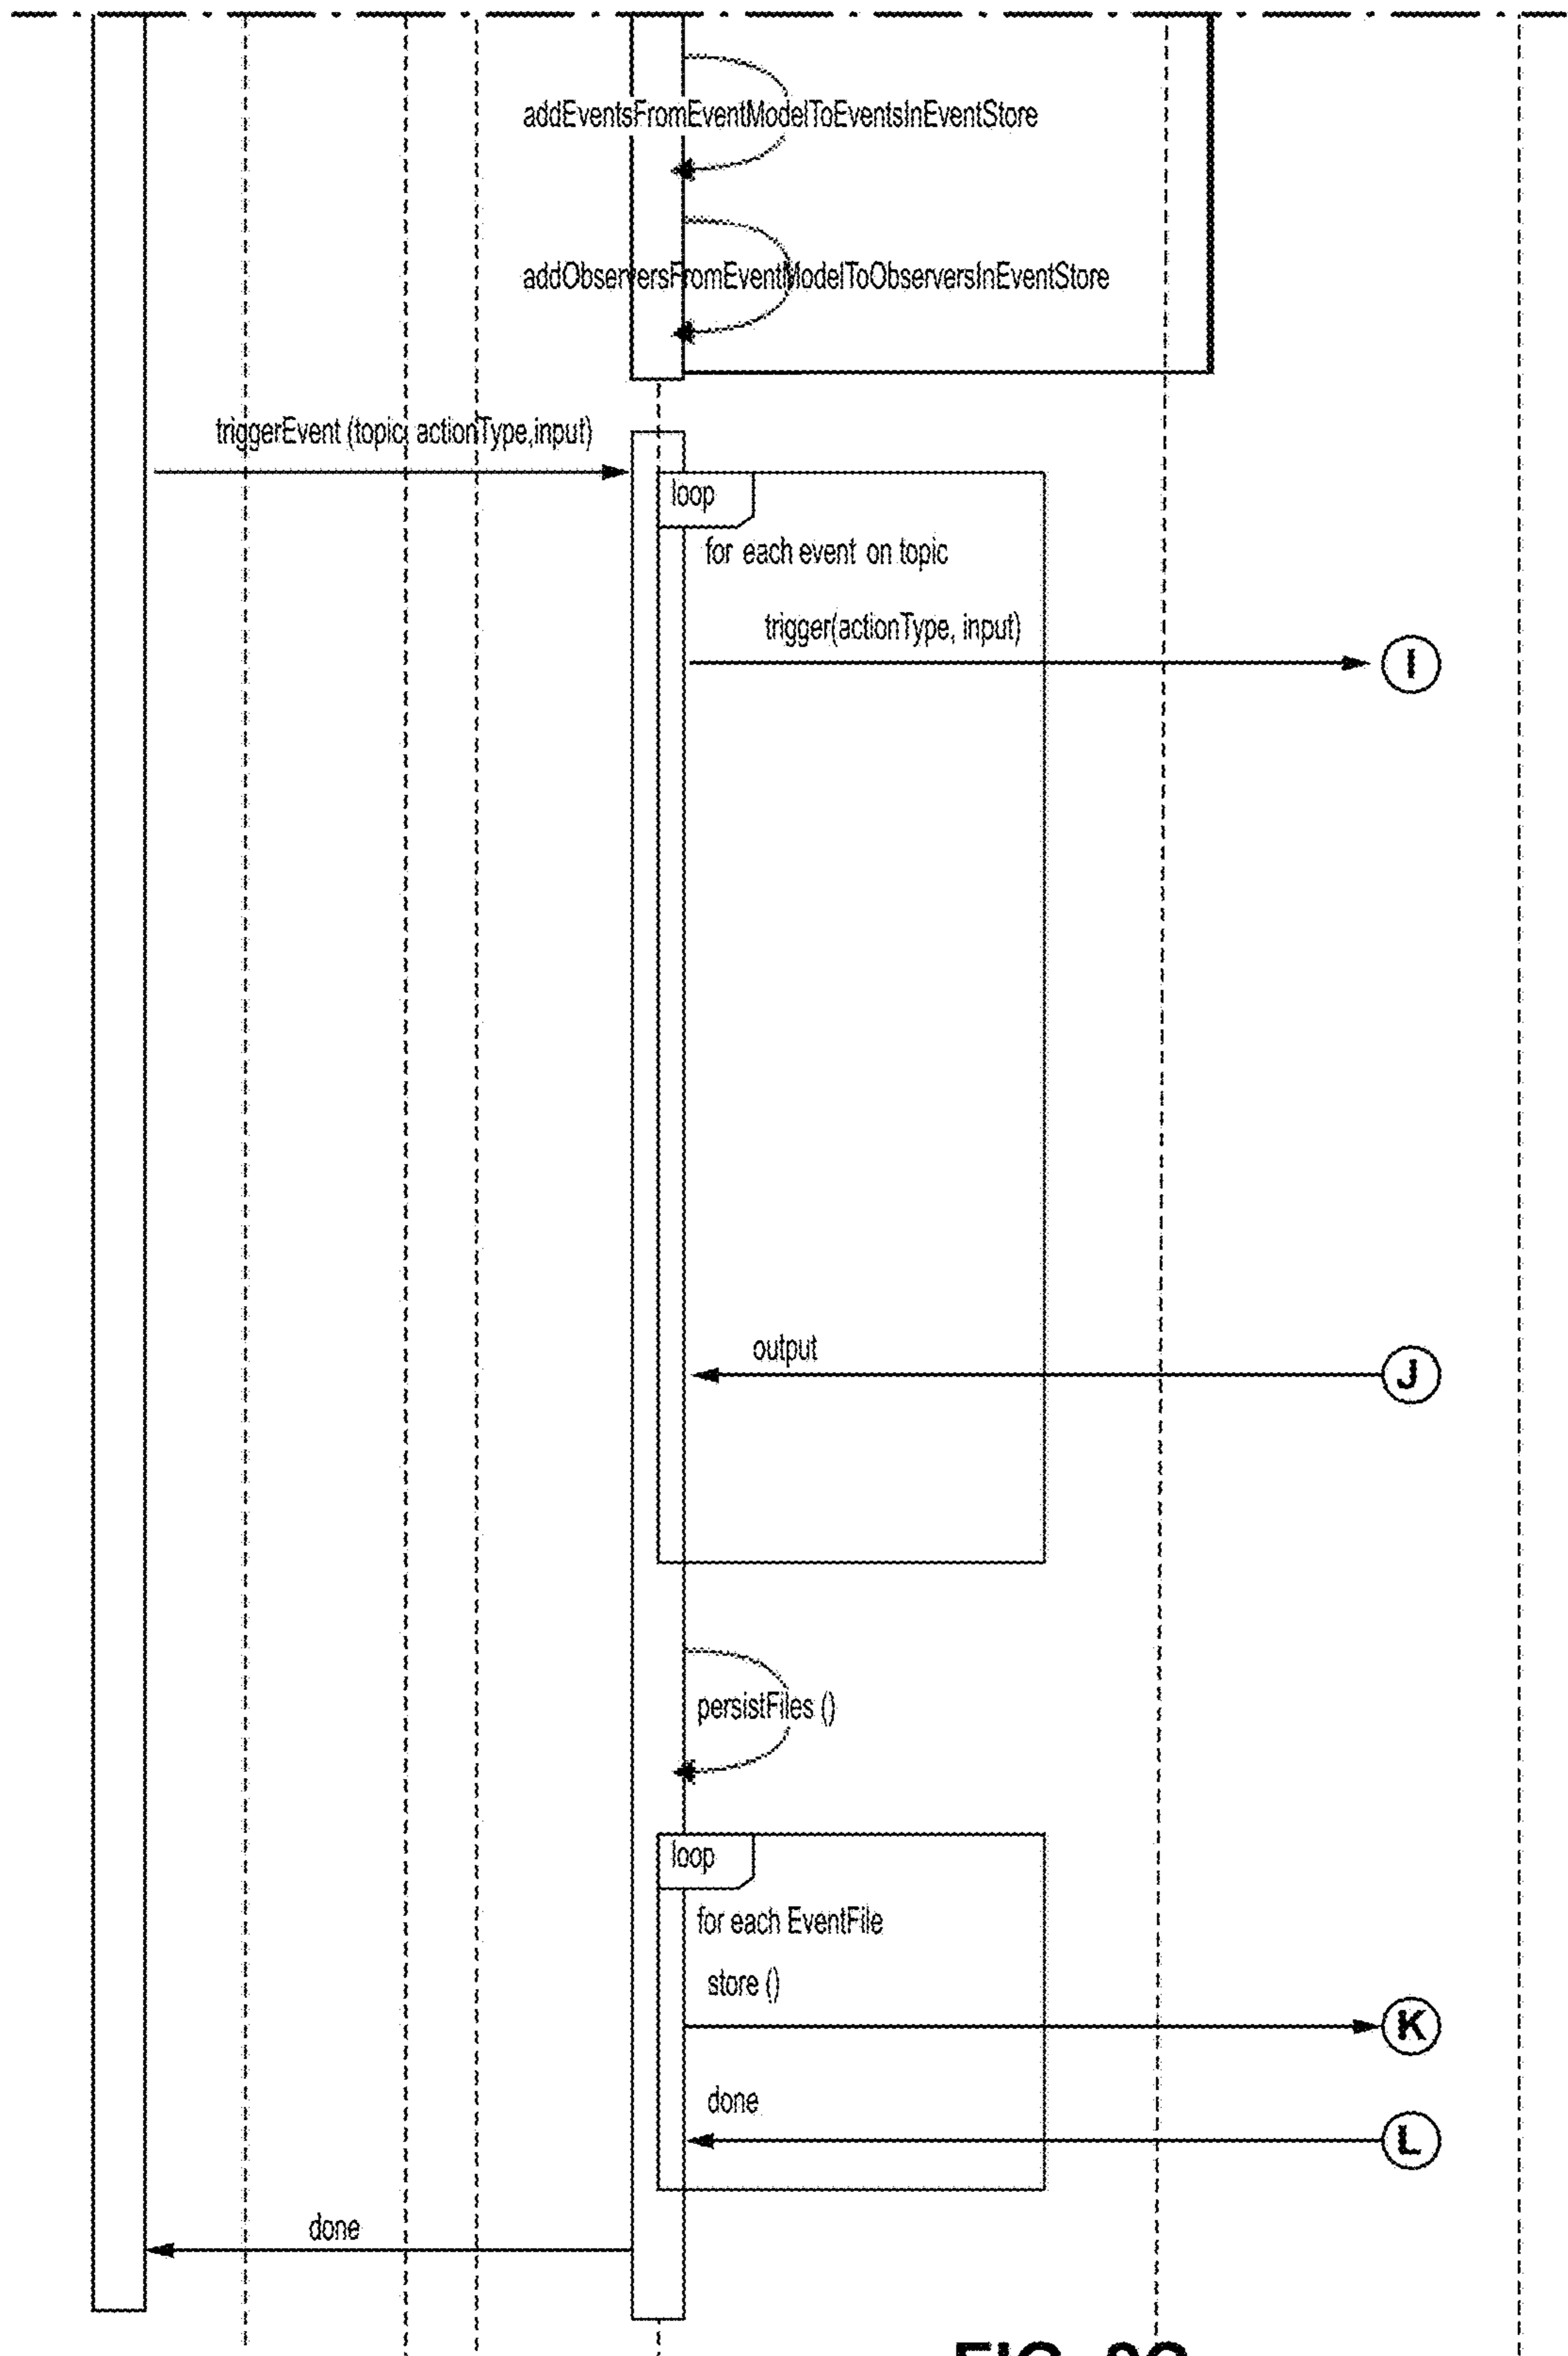 addEventsFromEventModelToEventsInEventStore
addObserversFromEventModelToObserversInEventStore
triggerEvent (topic, actionType,input)
loop
for each event on topic
trigger(actionType, input)
I
output
J
persistFiles ()
loop
for each EventFile
store ()
K
done
L
done
FIG.